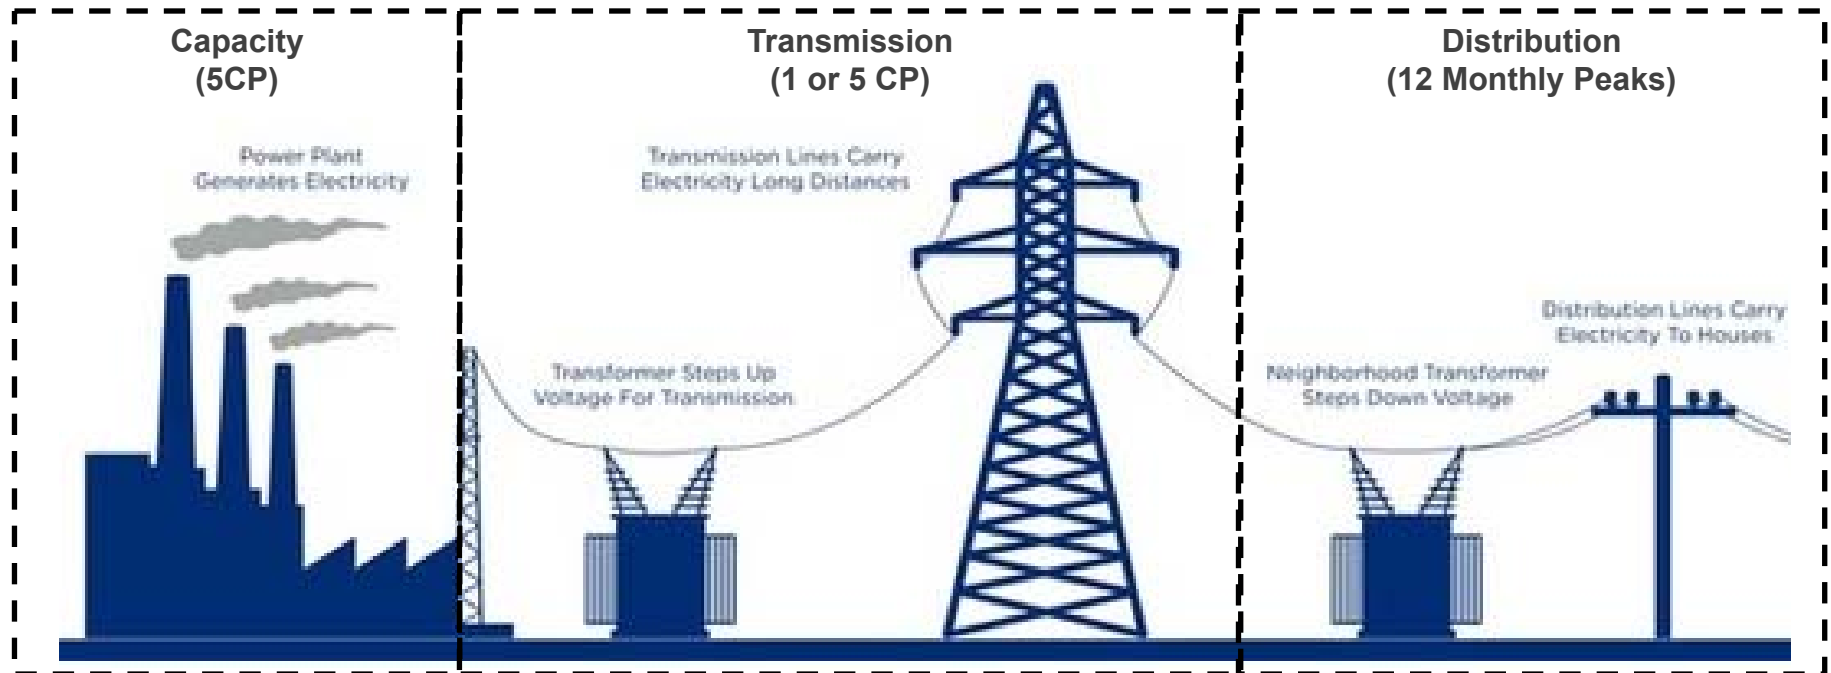 Capacity
(5CP)
Power Plant
Generates Electricity
Transmission
(1 or 5 CP)
Transmission Lines Carry
Electricity Long Distances
Transformer Steps Up
Voltage For Transmission
Distribution
(12 Monthly Peaks)
Distribution Lines Carry
Electricity To Houses
Neighborhood Transformer
Steps Down Voltage